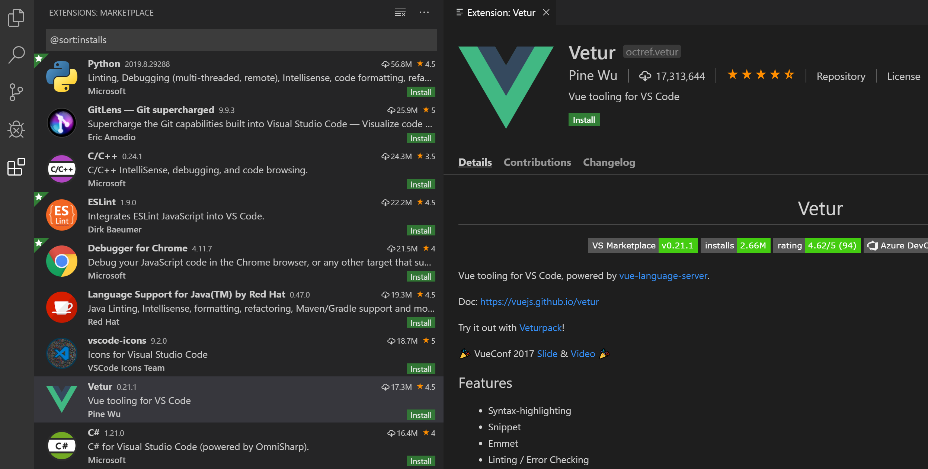 EXTENSIONS: MARKETPLACE
@sort:installs
Python 2019.8.29288 56.8M 4.5
Linting, Debugging (multi-threaded, remote), Intellisense, code formatting, refa...
Microsoft Install
GitLens — Git supercharged 9.9.3 25.9M 5
Supercharge the Git capabilities built into Visual Studio Code — Visualize code ...
Eric Amodio Install
C/C++
C/C++ 0.24.1 24.3M 3.5
C/C++ IntelliSense, debugging, and code browsing.
Microsoft Install
ES
Lint
ESLint 1.9.0 22.2M 4.5
Integrates ESLint JavaScript into VS Code.
Dirk Baeumer Install
Debugger for Chrome 4.11.7 21.5M 4
Debug your JavaScript code in the Chrome browser, or any other target that su...
Microsoft Install
Language Support for Java(TM) by Red Hat 0.47.0 19.3M 4.5
Java Linting, Intellisense, formatting, refactoring, Maven/Gradle support and mo...
Red Hat Install
vscode-icons 9.2.0 18.7M 5
Icons for Visual Studio Code
VSCode Icons Team Install
Vetur 0.21.1 17.3M 4.5
Vue tooling for VS Code
Pine Wu Install
C#
C# 1.21.0 16.4M 4
C# for Visual Studio Code (powered by OmniSharp).
Microsoft Install
Extension: Vetur
Vetur octref.vetur
Pine Wu 17,313,644 Repository License
Vue tooling for VS Code
Install
Details Contributions Changelog
Vetur
VS Marketplace v0.21.1 installs 2.66M rating 4.62/5 (94) Azure DevO
Vue tooling for VS Code, powered by vue-language-server.
Doc: https://vuejs.github.io/vetur
Try it out with Veturpack!
VueConf 2017 Slide & Video
Features
• Syntax-highlighting
• Snippet
• Emmet
• Linting / Error Checking